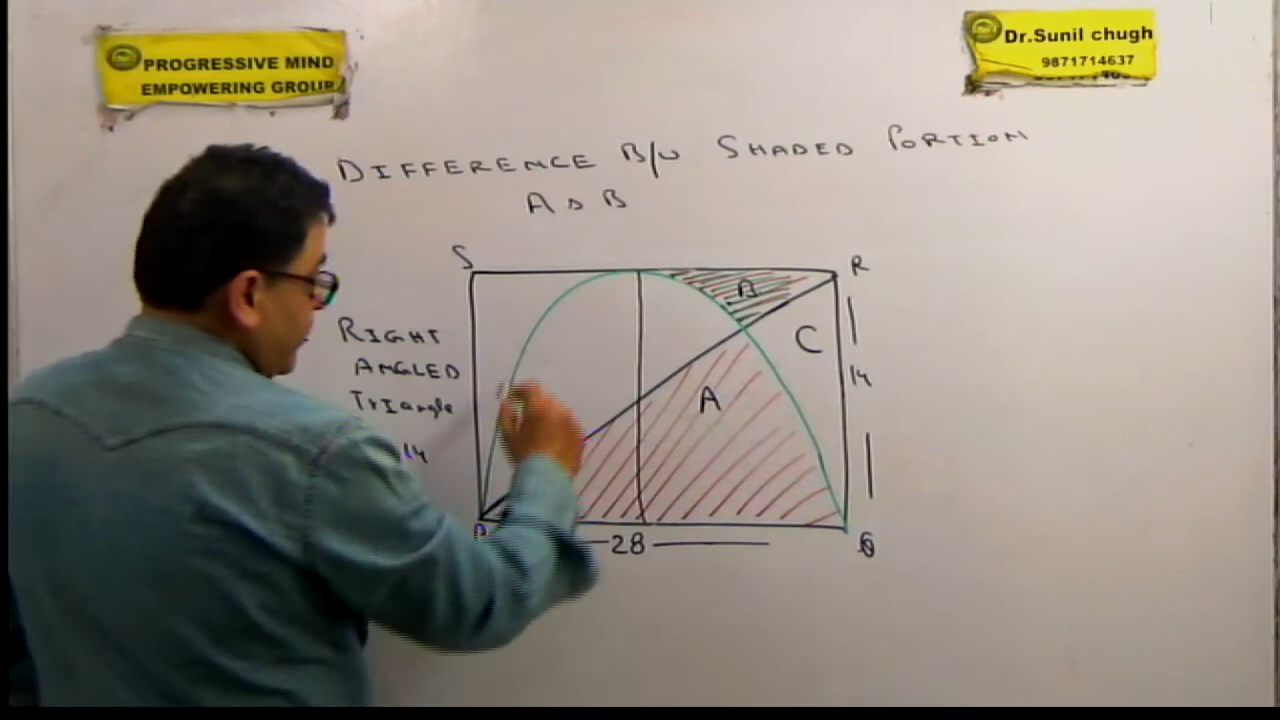 PROGRESSIVE MIND
EMPOWERING GROUP
Dr.Sunil chugh
9871714637
DIFFERENCE B/W SHADED PORTION
A & B
S
R
B
RIGHT
ANGLED
TrIangle
C
14
A
14
P
28
Q